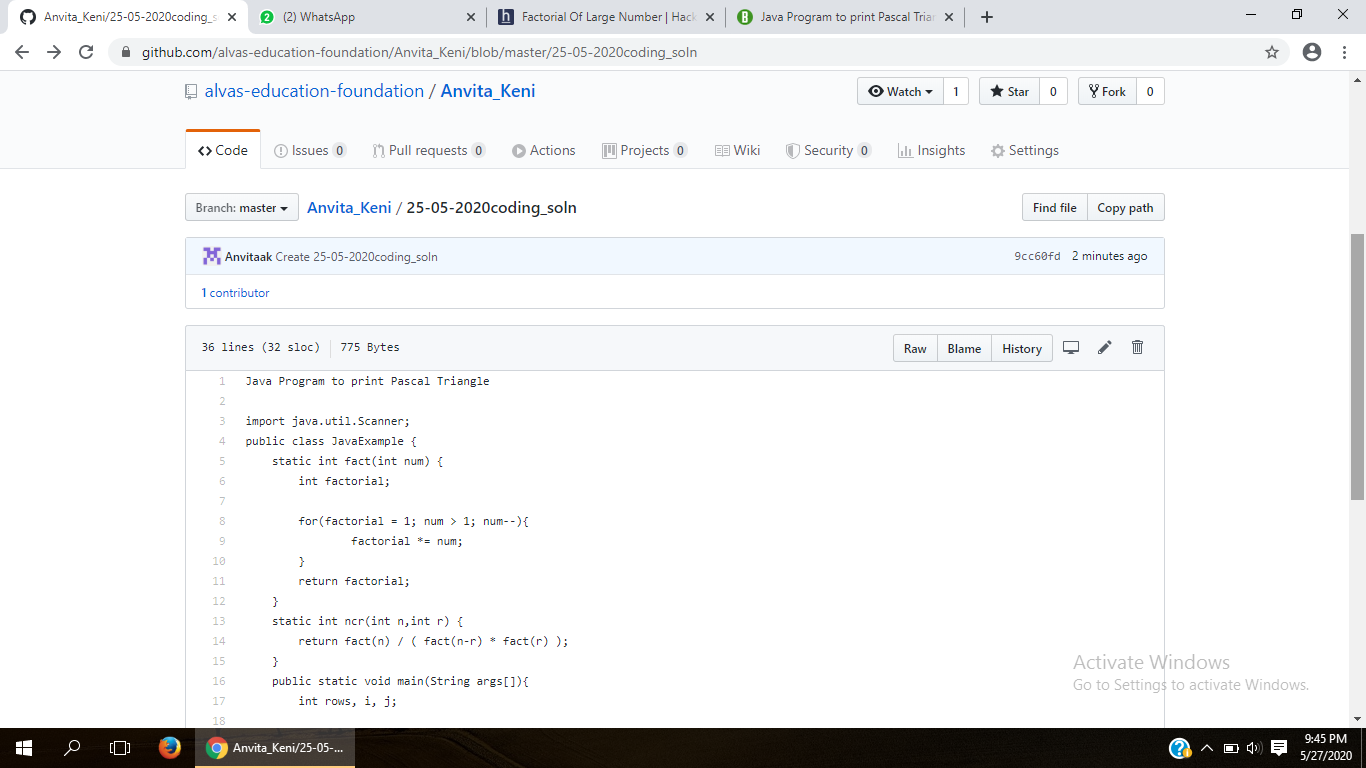 Anvita_Keni/25-05-2020coding_s
(2) WhatsApp
Factorial Of Large Number | Hack
Java Program to print Pascal Trian
github.com/alvas-education-foundation/Anvita_Keni/blob/master/25-05-2020coding_soln
alvas-education-foundation / Anvita_Keni
Watch 1 Star 0 Fork 0
Code Issues 0 Pull requests 0 Actions Projects 0 Wiki Security 0 Insights Settings
Branch: master Anvita_Keni / 25-05-2020coding_soln Find file Copy path
Anvitaak Create 25-05-2020coding_soln 9cc60fd 2 minutes ago
1 contributor
36 lines (32 sloc) 775 Bytes Raw Blame History
1 Java Program to print Pascal Triangle
2
3 import java.util.Scanner;
4 public class JavaExample {
5 static int fact(int num) {
6 int factorial;
7
8 for(factorial = 1; num > 1; num--){
9 factorial *= num;
10 }
11 return factorial;
12 }
13 static int ncr(int n,int r) {
14 return fact(n) / ( fact(n-r) * fact(r) );
15 }
16 public static void main(String args[]){
17 int rows, i, j;
18
Activate Windows
Go to Settings to activate Windows.
Anvita_Keni/25-05-...
9:45 PM
5/27/2020